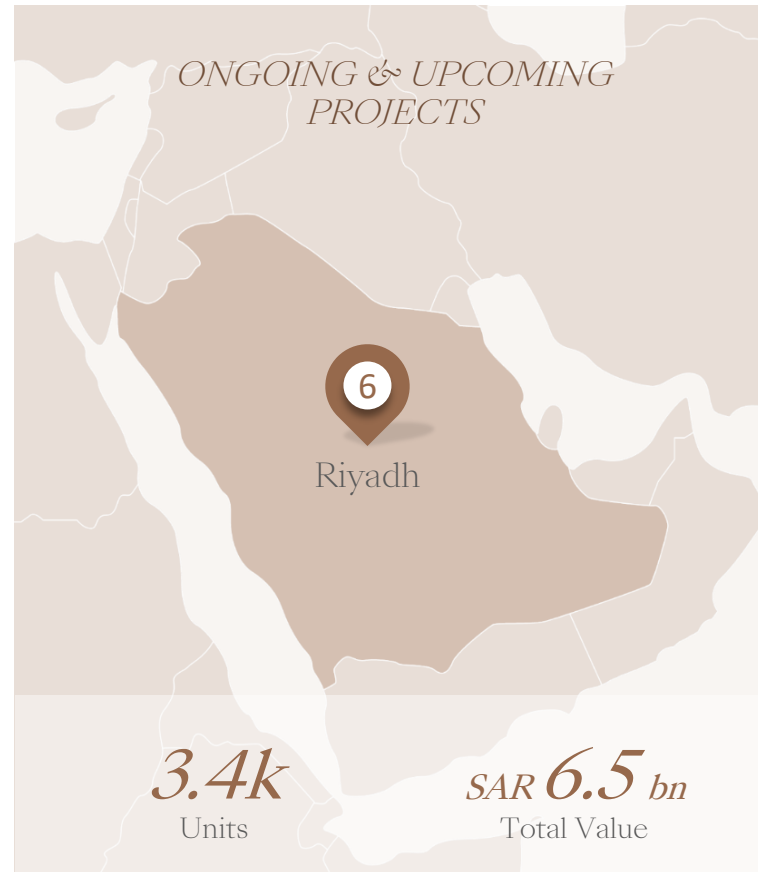 ONGOING & UPCOMING
PROJECTS
6
Riyadh
3.4k
Units
SAR 6.5 bn
Total Value